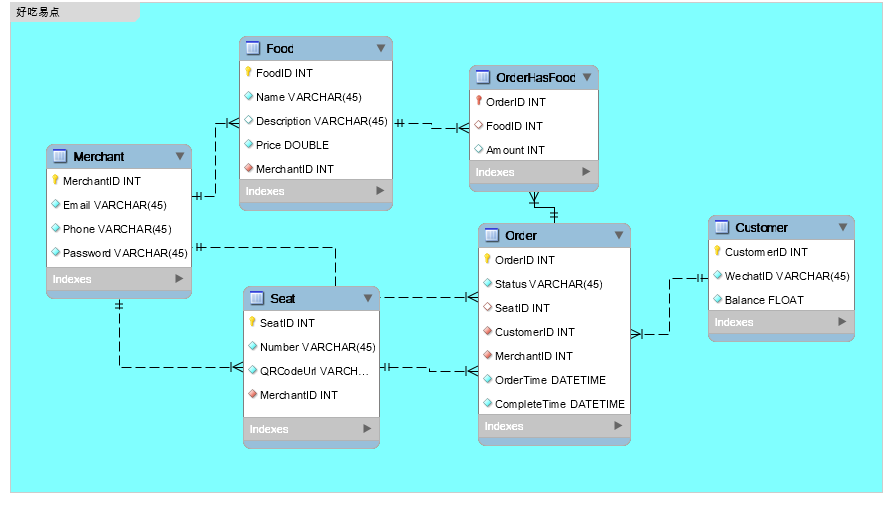 好吃易点
Food
FoodID INT
Name VARCHAR(45)
Description VARCHAR(45)
Price DOUBLE
MerchantID INT
Indexes
OrderHasFood
OrderID INT
FoodID INT
Amount INT
Indexes
Merchant
MerchantID INT
Email VARCHAR(45)
Phone VARCHAR(45)
Password VARCHAR(45)
Indexes
Order
OrderID INT
Status VARCHAR(45)
SeatID INT
CustomerID INT
MerchantID INT
OrderTime DATETIME
CompleteTime DATETIME
Indexes
Customer
CustomerID INT
WechatID VARCHAR(45)
Balance FLOAT
Indexes
Seat
SeatID INT
Number VARCHAR(45)
QRCodeUrl VARCH...
MerchantID INT
Indexes